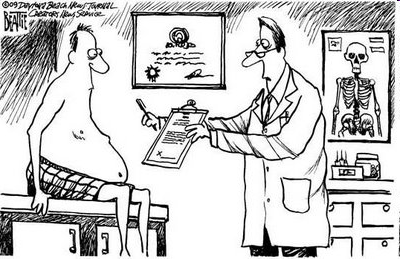 ©09 DAYTONA BEACH NEWS JOURNAL
CREATORS NEWS SERVICE
BEATTIE